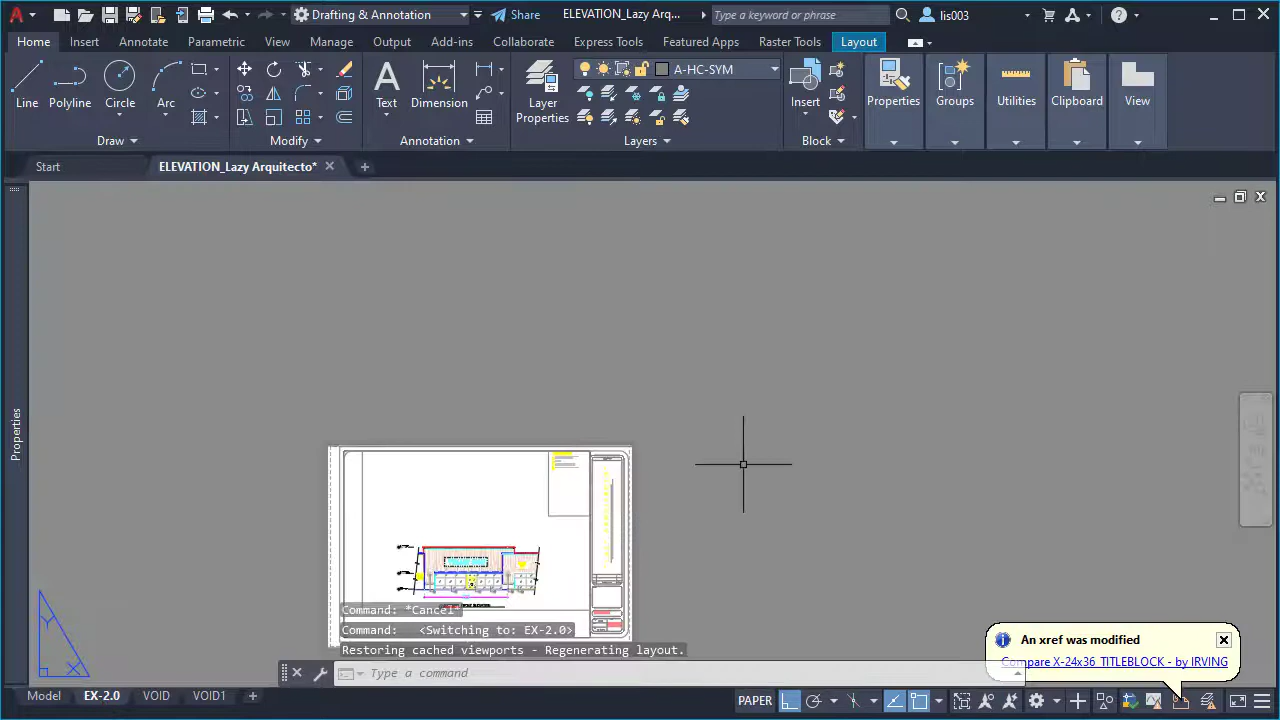 Drafting & Annotation Share ELEVATION_Lazy Arq... Type a keyword or phrase lis003
Home Insert Annotate Parametric View Manage Output Add-ins Collaborate Express Tools Featured Apps Raster Tools Layout
A-HC-SYM
Line Polyline Circle Arc Text Dimension Layer Properties Insert Properties Groups Utilities Clipboard View
Draw Modify Annotation Layers Block
Start ELEVATION_Lazy Arquitecto*
Properties
Y
X
Command: *Cancel*
Command: <Switching to: EX-2.0>
Restoring cached viewports - Regenerating layout.
Type a command
An xref was modified
Compare X-24x36_TITLEBLOCK - by IRVING
Model EX-2.0 VOID VOID1 PAPER